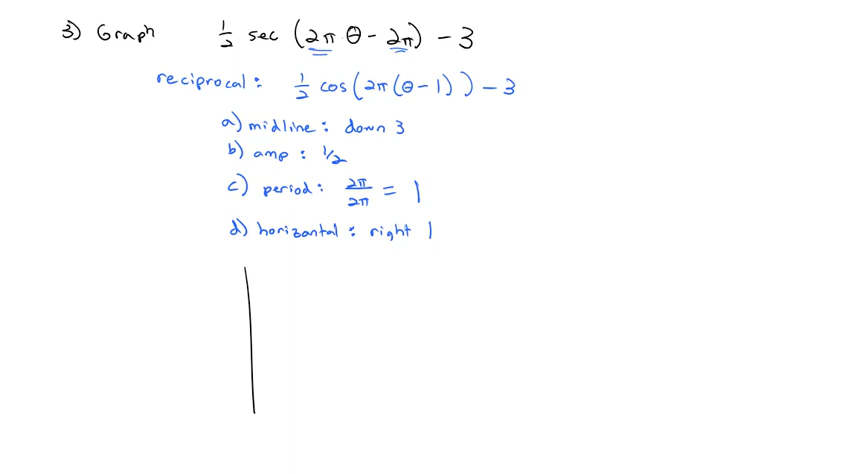 3) Graph 1/2 sec (2π θ - 2π) - 3
reciprocal: 1/2 cos(2π(θ - 1)) - 3
a) midline: down 3
b) amp: 1/2
c) period: 2π/2π = 1
d) horizantal: right 1